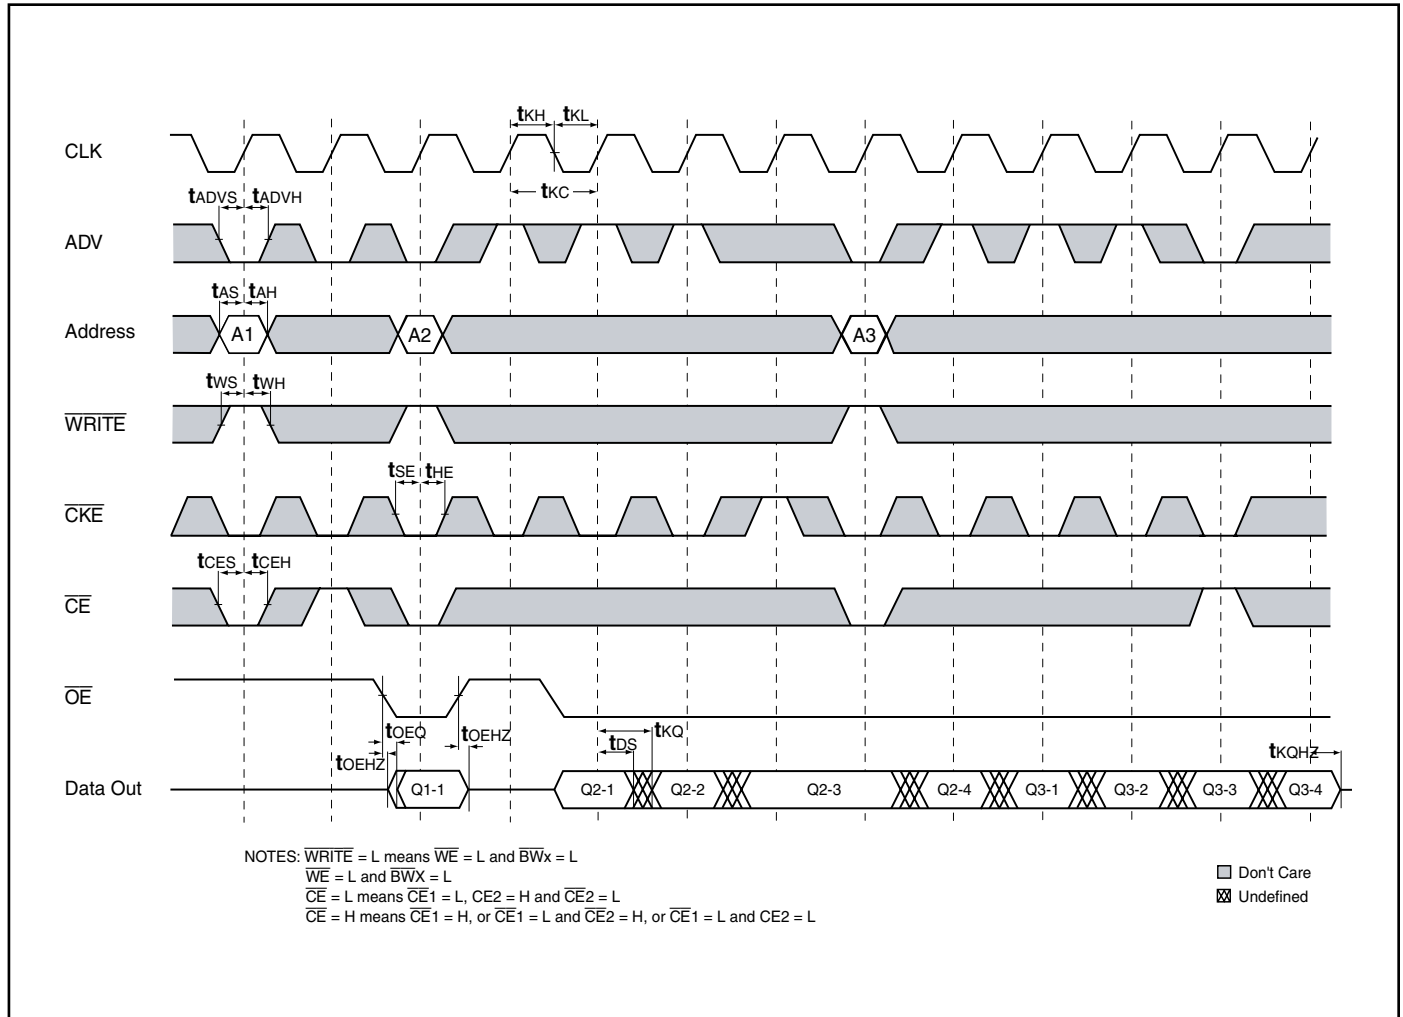 tKH tKL
CLK
tKC
tADVS tADVH
ADV
tAS tAH
Address
A1 A2 A3
tWS tWH
WRITE
tSE tHE
CKE
tCES tCEH
CE
OE
tOEQ tOEHZ tKQ
tDS
tOEHZ tKQHZ
Data Out
Q1-1 Q2-1 Q2-2 Q2-3 Q2-4 Q3-1 Q3-2 Q3-3 Q3-4
NOTES: WRITE = L means WE = L and BWx = L
WE = L and BWX = L
CE = L means CE1 = L, CE2 = H and CE2 = L
CE = H means CE1 = H, or CE1 = L and CE2 = H, or CE1 = L and CE2 = L
Don't Care
Undefined